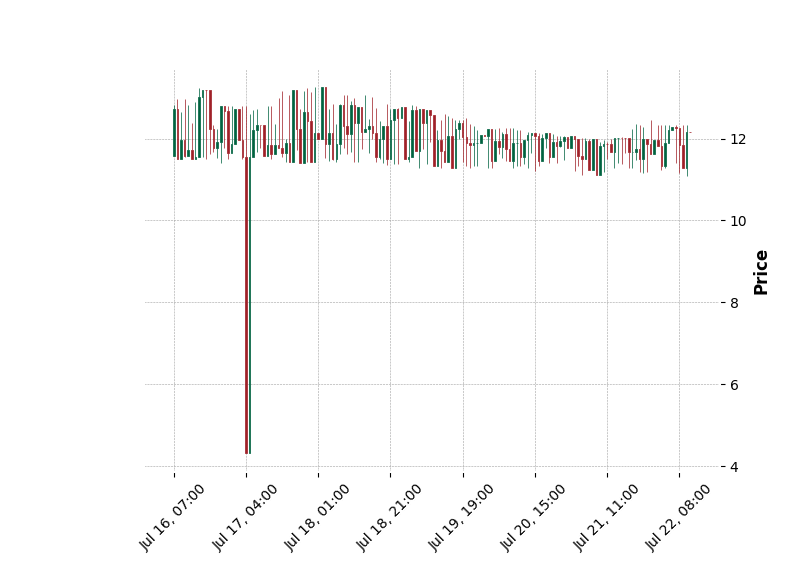 12
10
8
6
4
Price
Jul 16, 07:00
Jul 17, 04:00
Jul 18, 01:00
Jul 18, 21:00
Jul 19, 19:00
Jul 20, 15:00
Jul 21, 11:00
Jul 22, 08:00